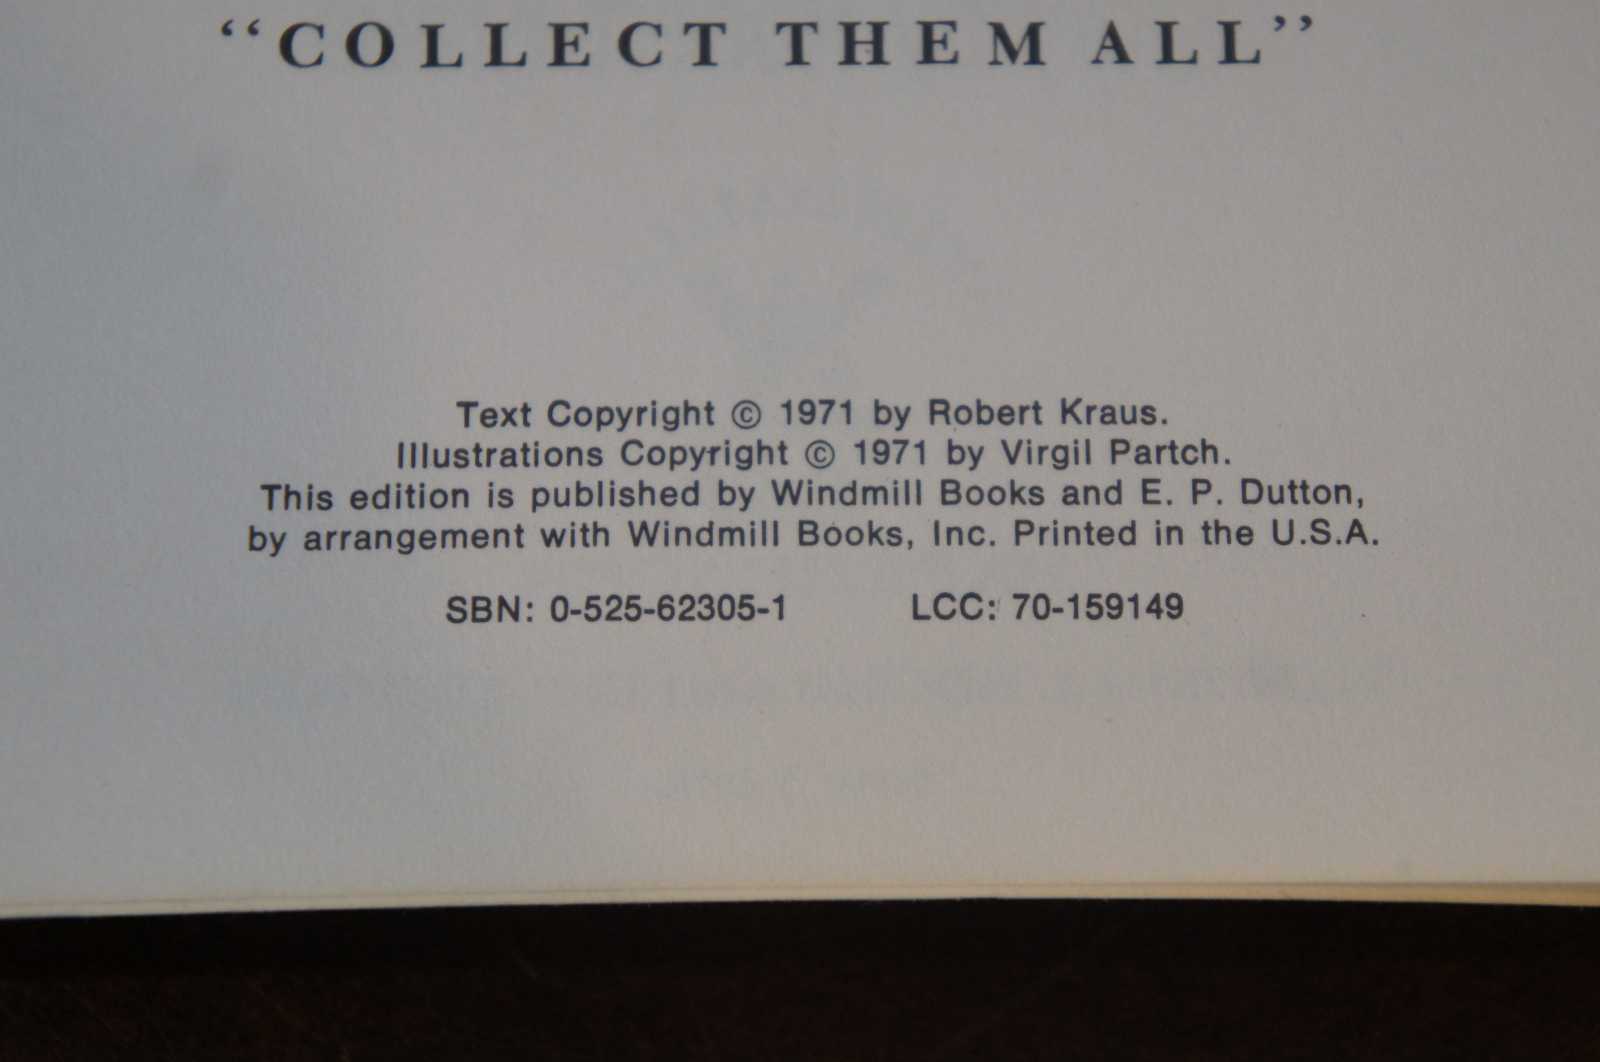 “COLLECT THEM ALL”
Text Copyright © 1971 by Robert Kraus.
Illustrations Copyright © 1971 by Virgil Partch.
This edition is published by Windmill Books and E. P. Dutton,
by arrangement with Windmill Books, Inc. Printed in the U.S.A.
SBN: 0-525-62305-1 LCC: 70-159149